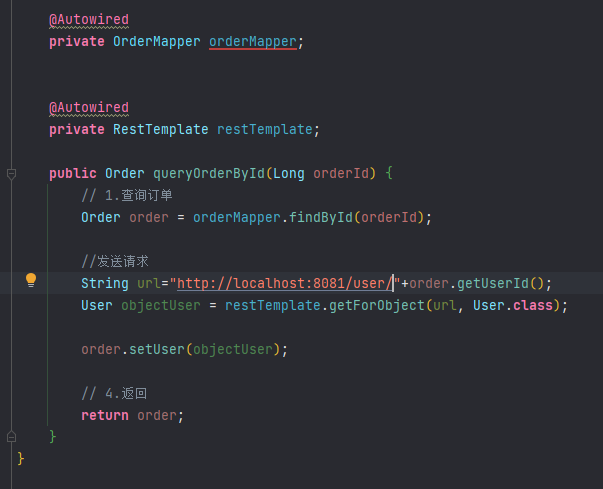 @Autowired
private OrderMapper orderMapper;
@Autowired
private RestTemplate restTemplate;
public Order queryOrderById(Long orderId) {
// 1.查询订单
Order order = orderMapper.findById(orderId);
//发送请求
String url="http://localhost:8081/user/"+order.getUserId();
User objectUser = restTemplate.getForObject(url, User.class);
order.setUser(objectUser);
// 4.返回
return order;
}
}